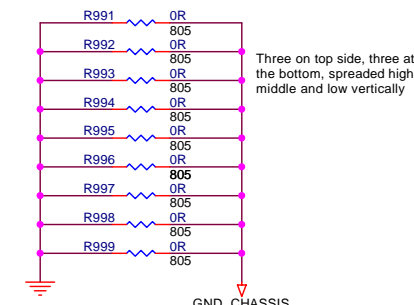 R991 0R
805
R992 0R
805
Three on top side, three at
the bottom, spreaded high
middle and low vertically
R993 0R
805
R994 0R
805
R995 0R
805
R996 0R
805
R997 0R
805
R998 0R
805
R999 0R
805
GND_CHASSIS